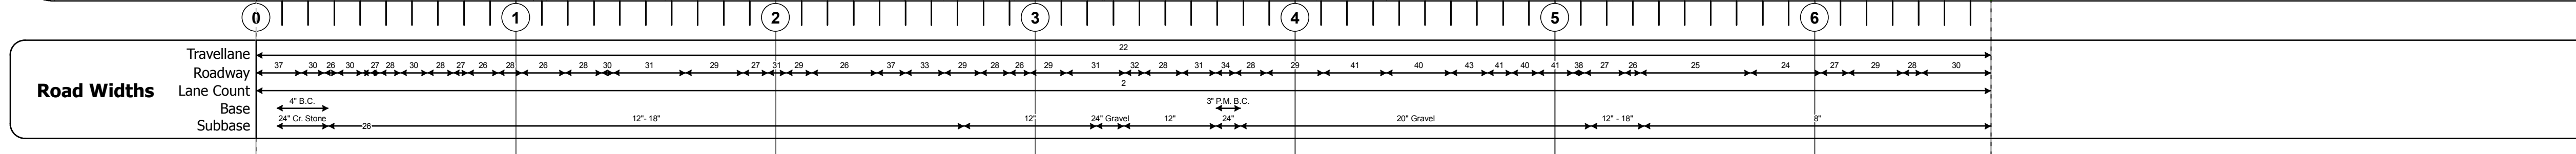 0 1 2 3 4 5 6
Road Widths
Travellane 22
Roadway 37 30 26 30 27 28 30 28 27 26 28 26 28 30 31 29 27 31 29 26 37 33 29 28 26 29 31 32 28 31 34 28 29 41 40 43 41 40 41 38 27 26 25 24 27 29 28 30
Lane Count 2
Base 4" B.C. 3" P.M. B.C.
Subbase 24" Cr. Stone 26 12"- 18" 12" 24" Gravel 12" 24" 20" Gravel 12" - 18" 8"